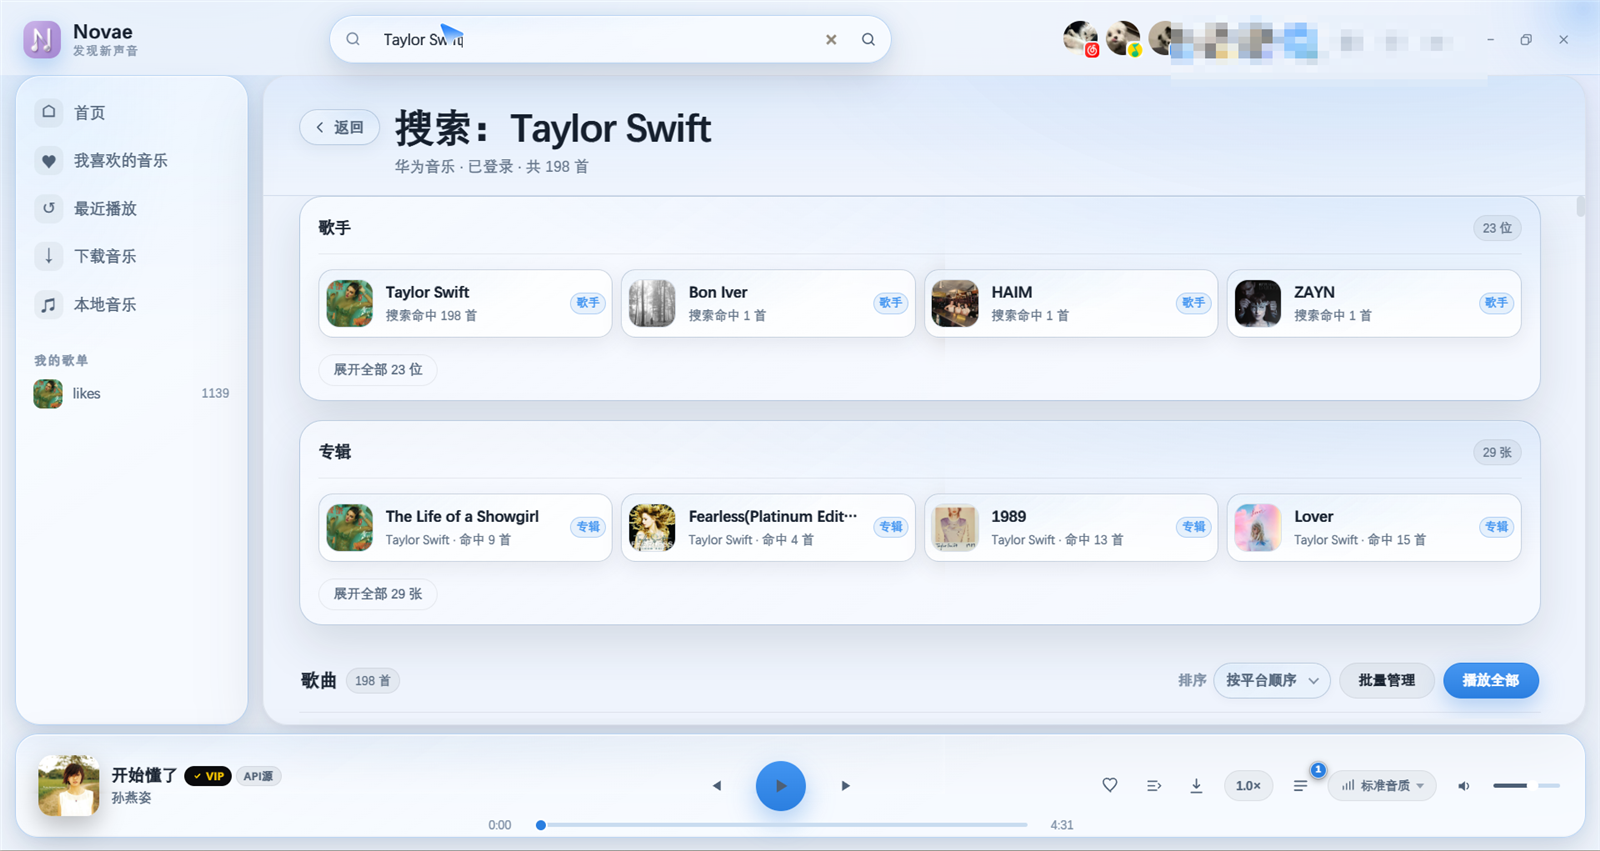 Novae
发现新声音
Taylor Swift
首页
我喜欢的音乐
最近播放
下载音乐
本地音乐
我的歌单
likes 1139
返回
搜索：Taylor Swift
华为音乐 · 已登录 · 共 198 首
歌手 23 位
Taylor Swift
搜索命中 198 首
歌手
Bon Iver
搜索命中 1 首
歌手
HAIM
搜索命中 1 首
歌手
ZAYN
搜索命中 1 首
歌手
展开全部 23 位
专辑 29 张
The Life of a Showgirl
Taylor Swift · 命中 9 首
专辑
Fearless(Platinum Edit···
Taylor Swift · 命中 4 首
专辑
1989
Taylor Swift · 命中 13 首
专辑
Lover
Taylor Swift · 命中 15 首
专辑
展开全部 29 张
歌曲 198 首
排序 按平台顺序 批量管理 播放全部
开始懂了 VIP API源
孙燕姿
0:00 4:31
1.0× 1 标准音质